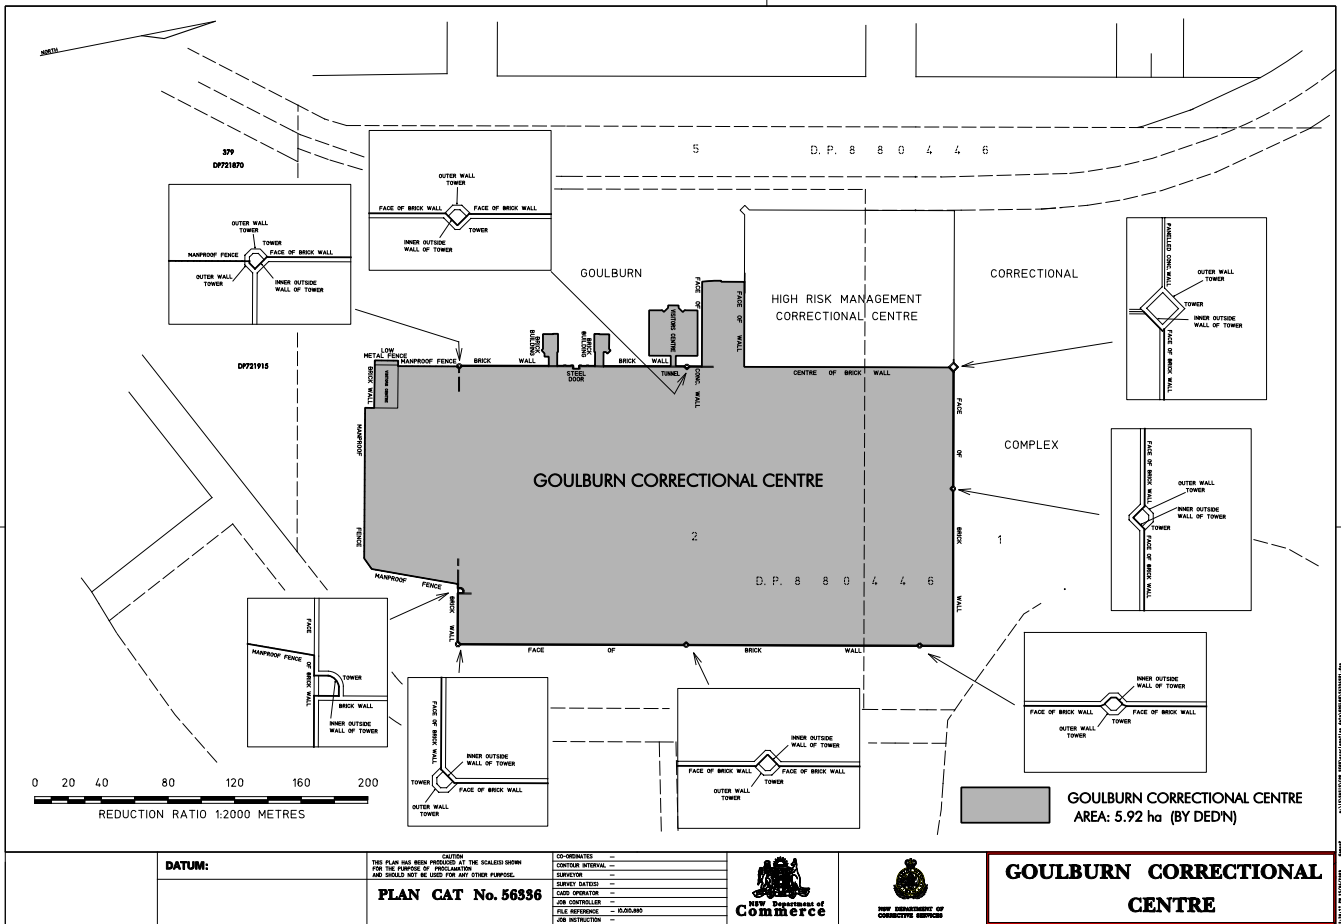 NORTH
379
DP721870
5
D. P. 8 8 0 4 4 6
OUTER WALL
TOWER
FACE OF BRICK WALL
FACE OF BRICK WALL
INNER OUTSIDE
WALL OF TOWER
TOWER
OUTER WALL
TOWER
TOWER
MANPROOF FENCE
FACE OF BRICK WALL
OUTER WALL
TOWER
INNER OUTSIDE
WALL OF TOWER
GOULBURN
CORRECTIONAL
COMPLEX
HIGH RISK MANAGEMENT
CORRECTIONAL CENTRE
PANELLED CONC. WALL
OUTER WALL
TOWER
TOWER
INNER OUTSIDE
WALL OF TOWER
FACE OF BRICK WALL
DP721915
LOW
METAL FENCE
MANPROOF FENCE
BRICK WALL
BRICK
BUILDING
BRICK
BUILDING
STEEL
DOOR
BRICK WALL
VISITORS CENTRE
TUNNEL
FACE OF
CONC. WALL
FACE OF WALL
CENTRE OF BRICK WALL
BRICK WALL
VISITORS CENTRE
MANPROOF FENCE
FACE OF BRICK WALL
GOULBURN CORRECTIONAL CENTRE
2
D. P. 8 8 0 4 4 6
1
FACE OF BRICK WALL
OUTER WALL
TOWER
INNER OUTSIDE
WALL OF TOWER
TOWER
FACE OF BRICK WALL
MANPROOF FENCE
BRICK WALL
FACE OF BRICK WALL
FACE OF BRICK WALL
MANPROOF FENCE
TOWER
BRICK WALL
INNER OUTSIDE
WALL OF TOWER
FACE OF BRICK WALL
INNER OUTSIDE
WALL OF TOWER
TOWER
FACE OF BRICK WALL
OUTER WALL
TOWER
INNER OUTSIDE
WALL OF TOWER
FACE OF BRICK WALL
FACE OF BRICK WALL
TOWER
OUTER WALL
TOWER
INNER OUTSIDE
WALL OF TOWER
FACE OF BRICK WALL
FACE OF BRICK WALL
OUTER WALL
TOWER
TOWER
0 20 40 80 120 160 200
REDUCTION RATIO 1:2000 METRES
GOULBURN CORRECTIONAL CENTRE
AREA: 5.92 ha (BY DED'N)
DATUM:
CAUTION
THIS PLAN HAS BEEN PRODUCED AT THE SCALE(S) SHOWN
FOR THE PURPOSE OF PROCLAMATION
AND SHOULD NOT BE USED FOR ANY OTHER PURPOSE.
PLAN CAT No. 56336
CO-ORDINATES –
CONTOUR INTERVAL –
SURVEYOR –
SURVEY DATE(S) –
CADD OPERATOR –
JOB CONTROLLER –
FILE REFERENCE – 10.010.860
JOB INSTRUCTION –
NSW Department of
Commerce
NSW DEPARTMENT OF
CORRECTIVE SERVICES
GOULBURN CORRECTIONAL
CENTRE